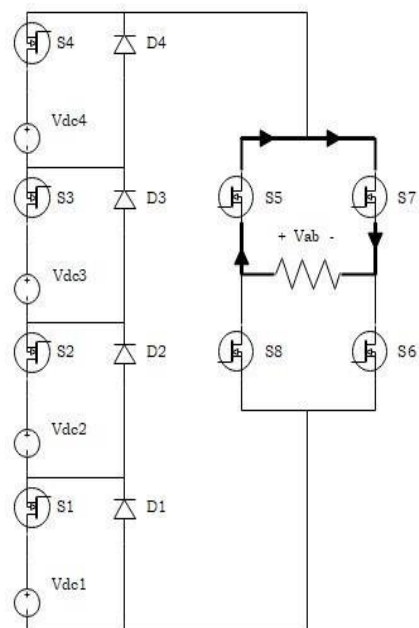 S4 D4
Vdc4
S3 D3
S5 S7
+ Vab -
Vdc3
S2 D2
S8 S6
Vdc2
S1 D1
Vdc1